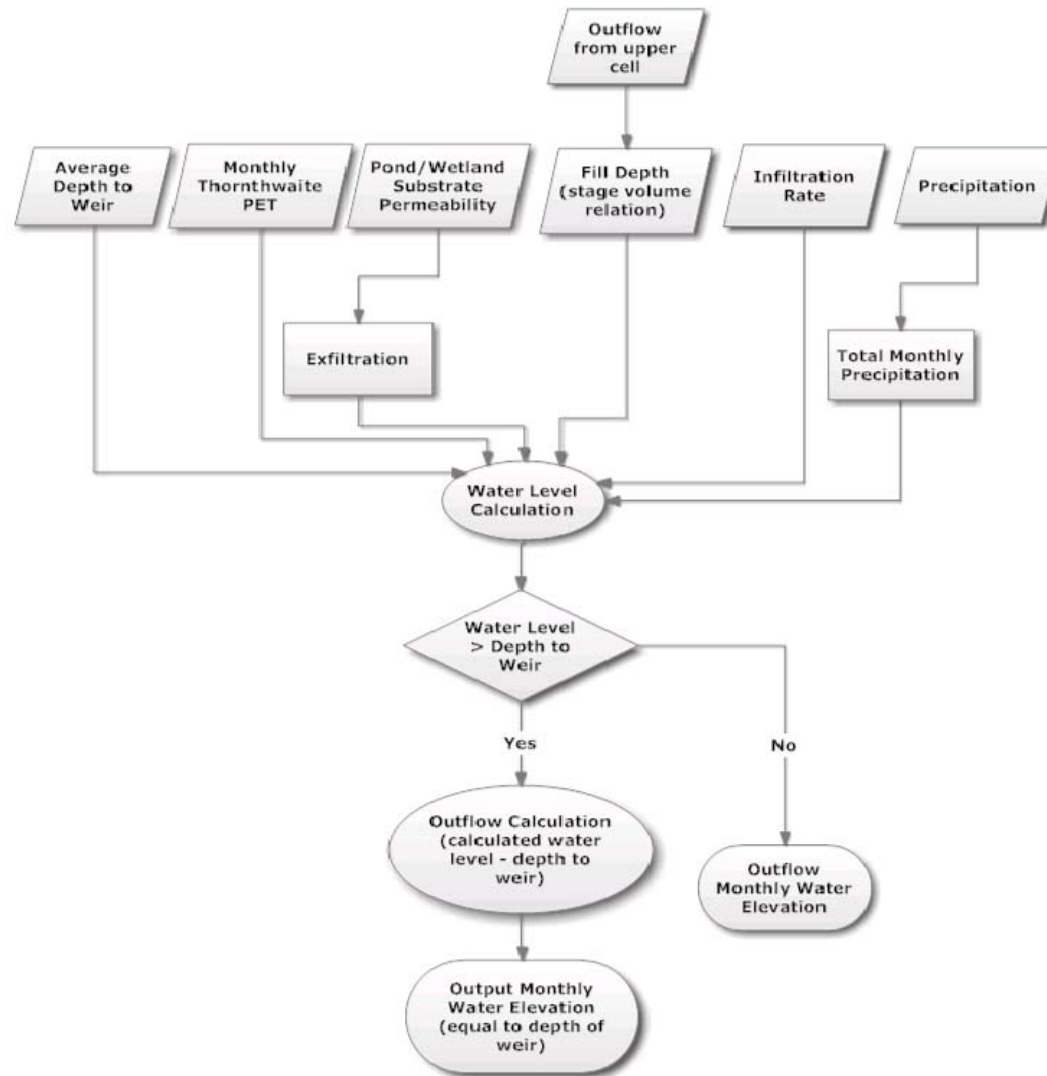 Outflow
from upper
cell
Average
Depth to
Weir
Monthly
Thornthwaite
PET
Pond/Wetland
Substrate
Permeability
Fill Depth
(stage volume
relation)
Infiltration
Rate
Precipitation
Exfiltration
Total Monthly
Precipitation
Water Level
Calculation
Water Level
> Depth to
Weir
Yes
No
Outflow Calculation
(calculated water
level - depth to
weir)
Outflow
Monthly Water
Elevation
Output Monthly
Water Elevation
(equal to depth of
weir)